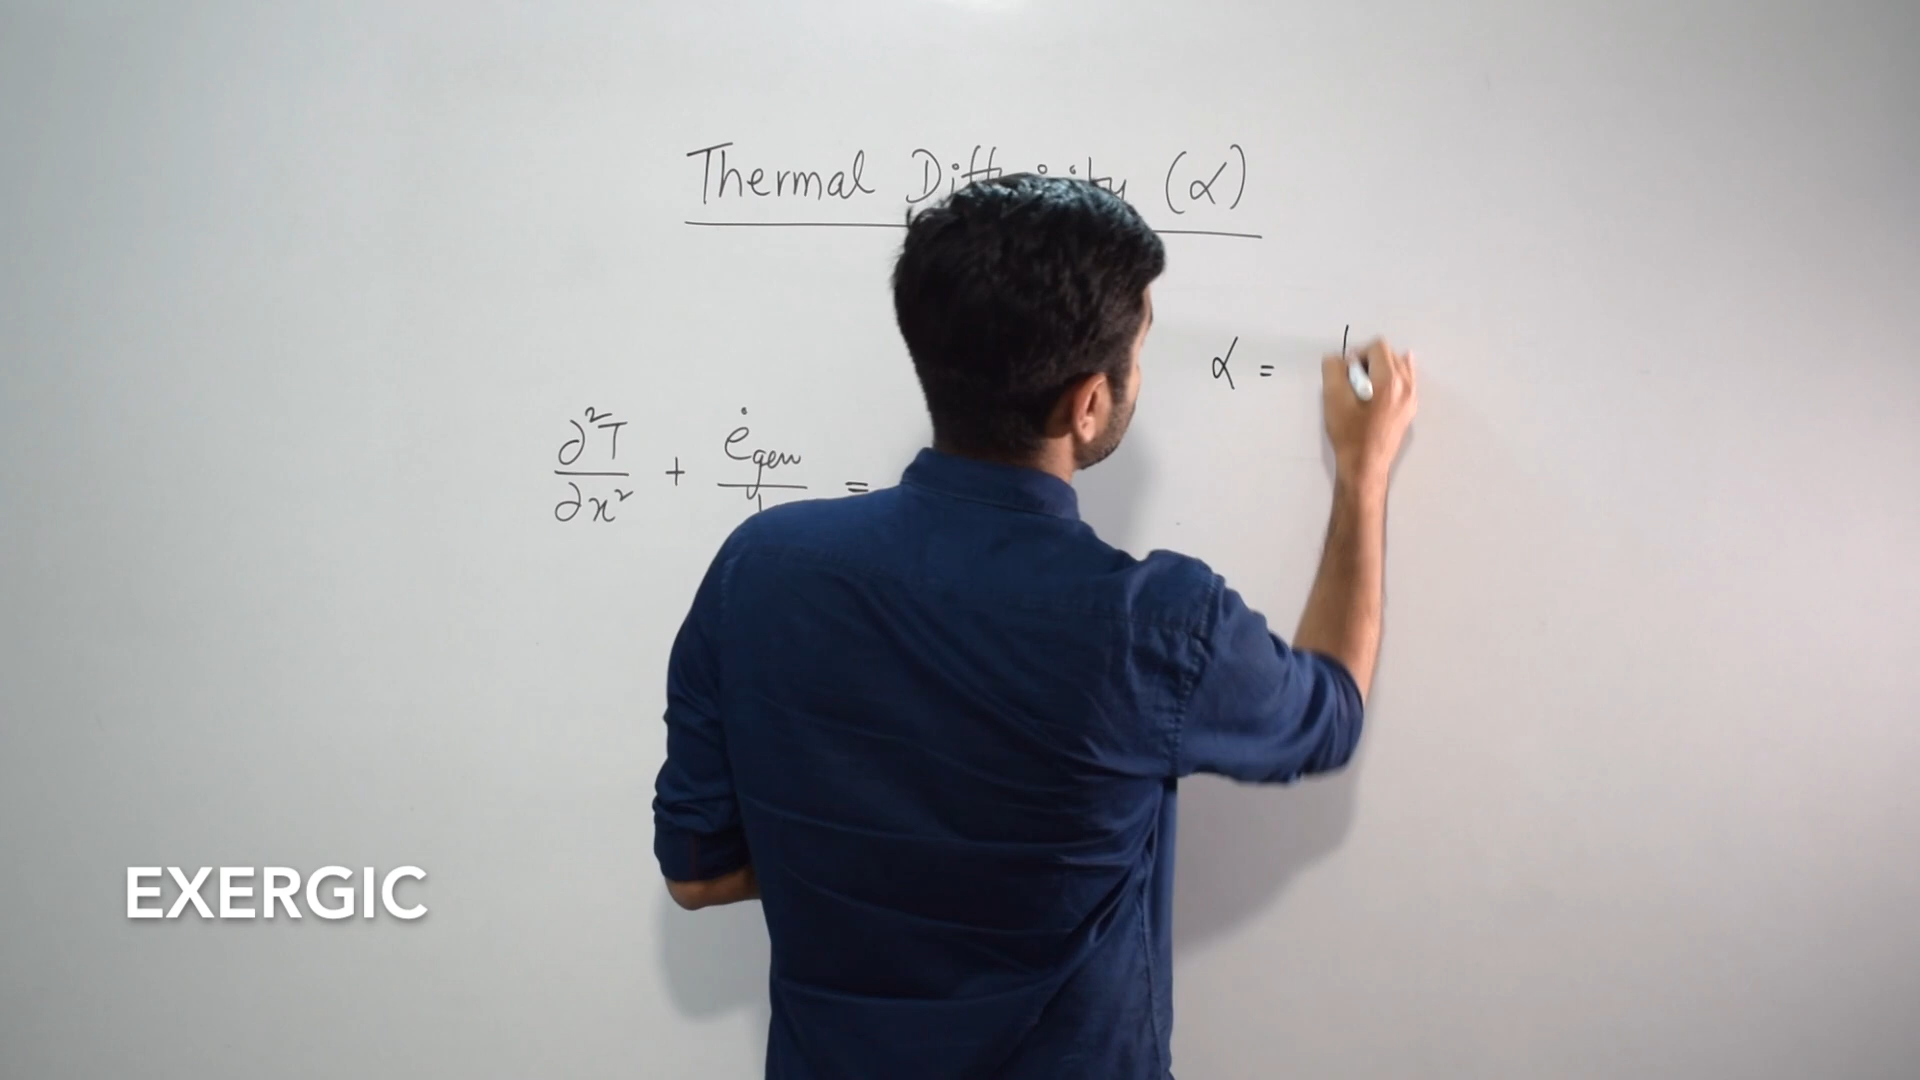 Thermal (α)
α =
∂²T + ė_gen =
∂x²
EXERGIC